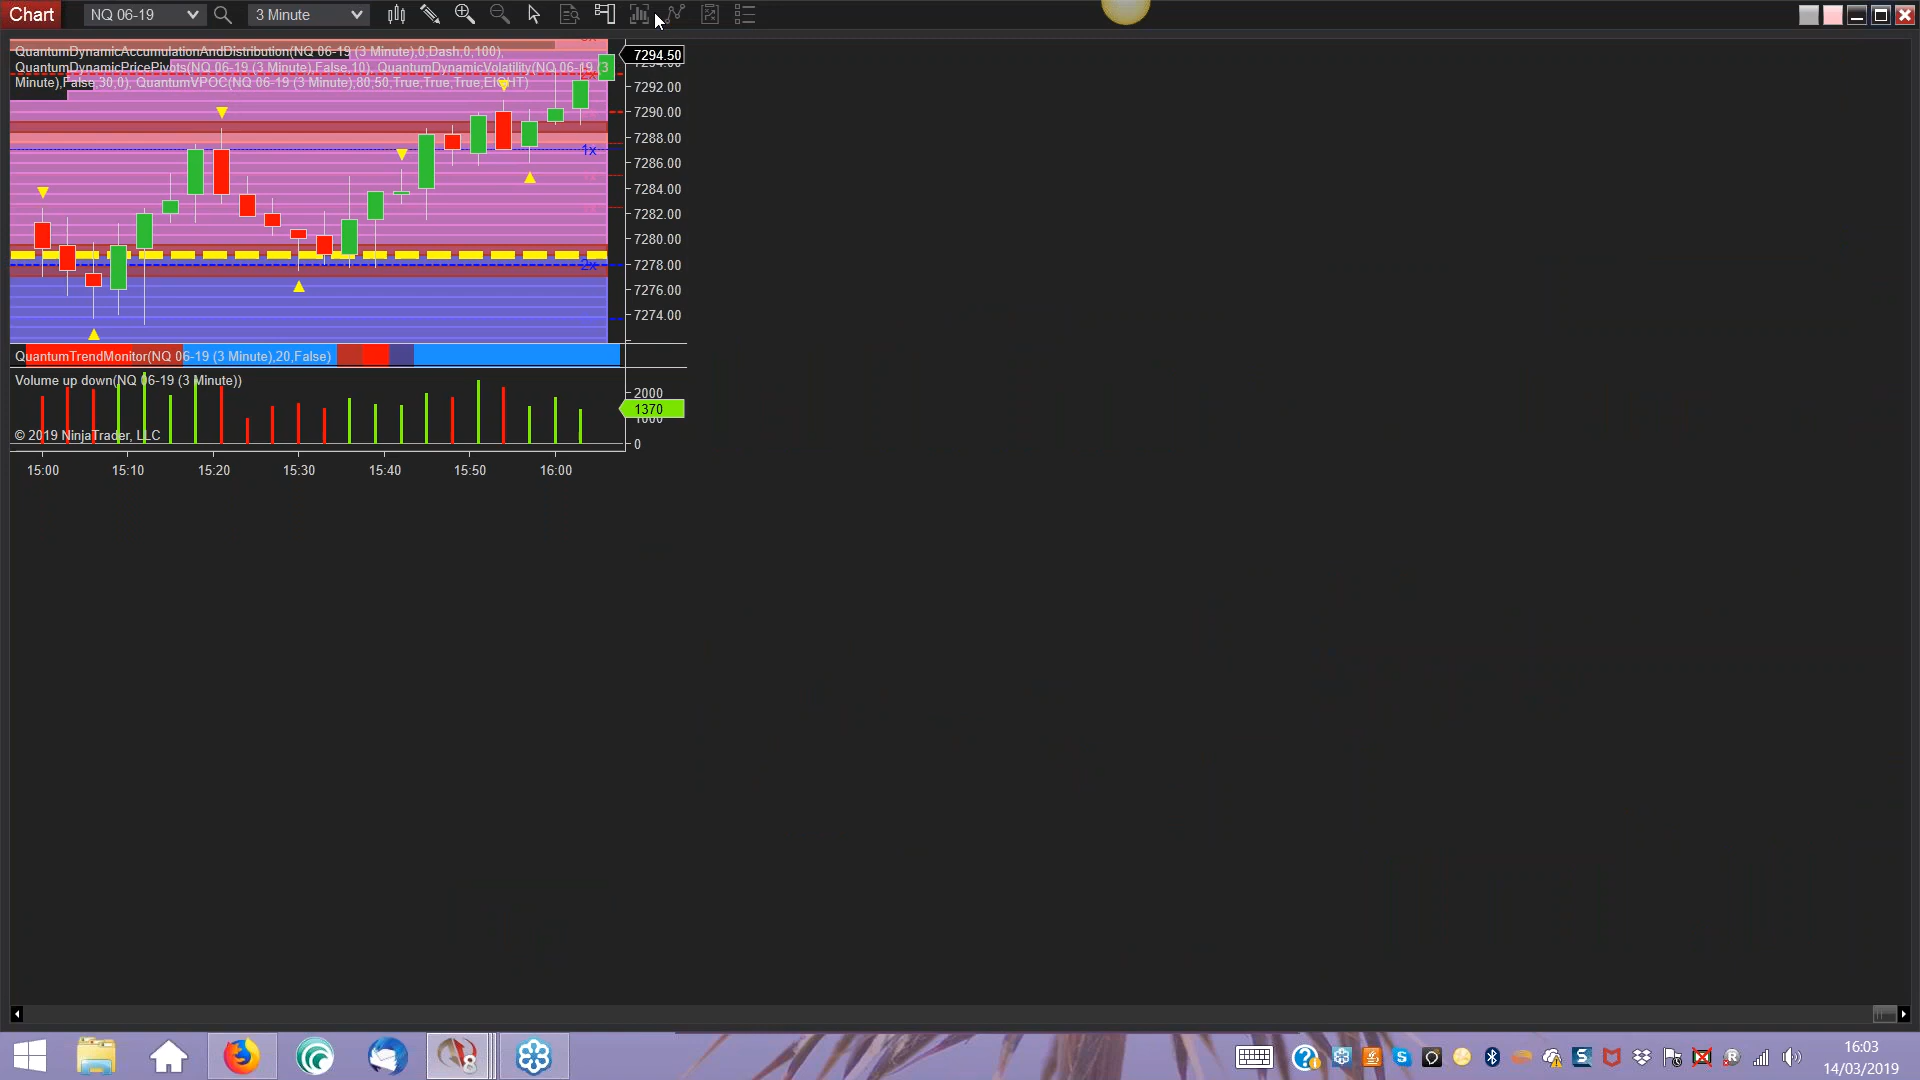 Chart NQ 06-19 3 Minute
QuantumDynamicAccumulationAndDistribution(NQ 06-19 (3 Minute),0,Dash,0,100),
QuantumDynamicPricePivots(NQ 06-19 (3 Minute),False,10), QuantumDynamicVolatility(NQ 06-19 (3
Minute),False,30,0), QuantumVPOC(NQ 06-19 (3 Minute),80,50,True,True,True,EIGHT)
7294.50
7292.00
7290.00
7288.00
1x
7286.00
7284.00
7282.00
7280.00
2x
7278.00
7276.00
7274.00
QuantumTrendMonitor(NQ 06-19 (3 Minute),20,False)
Volume up down(NQ 06-19 (3 Minute))
2000
1370
1000
© 2019 NinjaTrader, LLC
0
15:00 15:10 15:20 15:30 15:40 15:50 16:00
8
16:03
14/03/2019